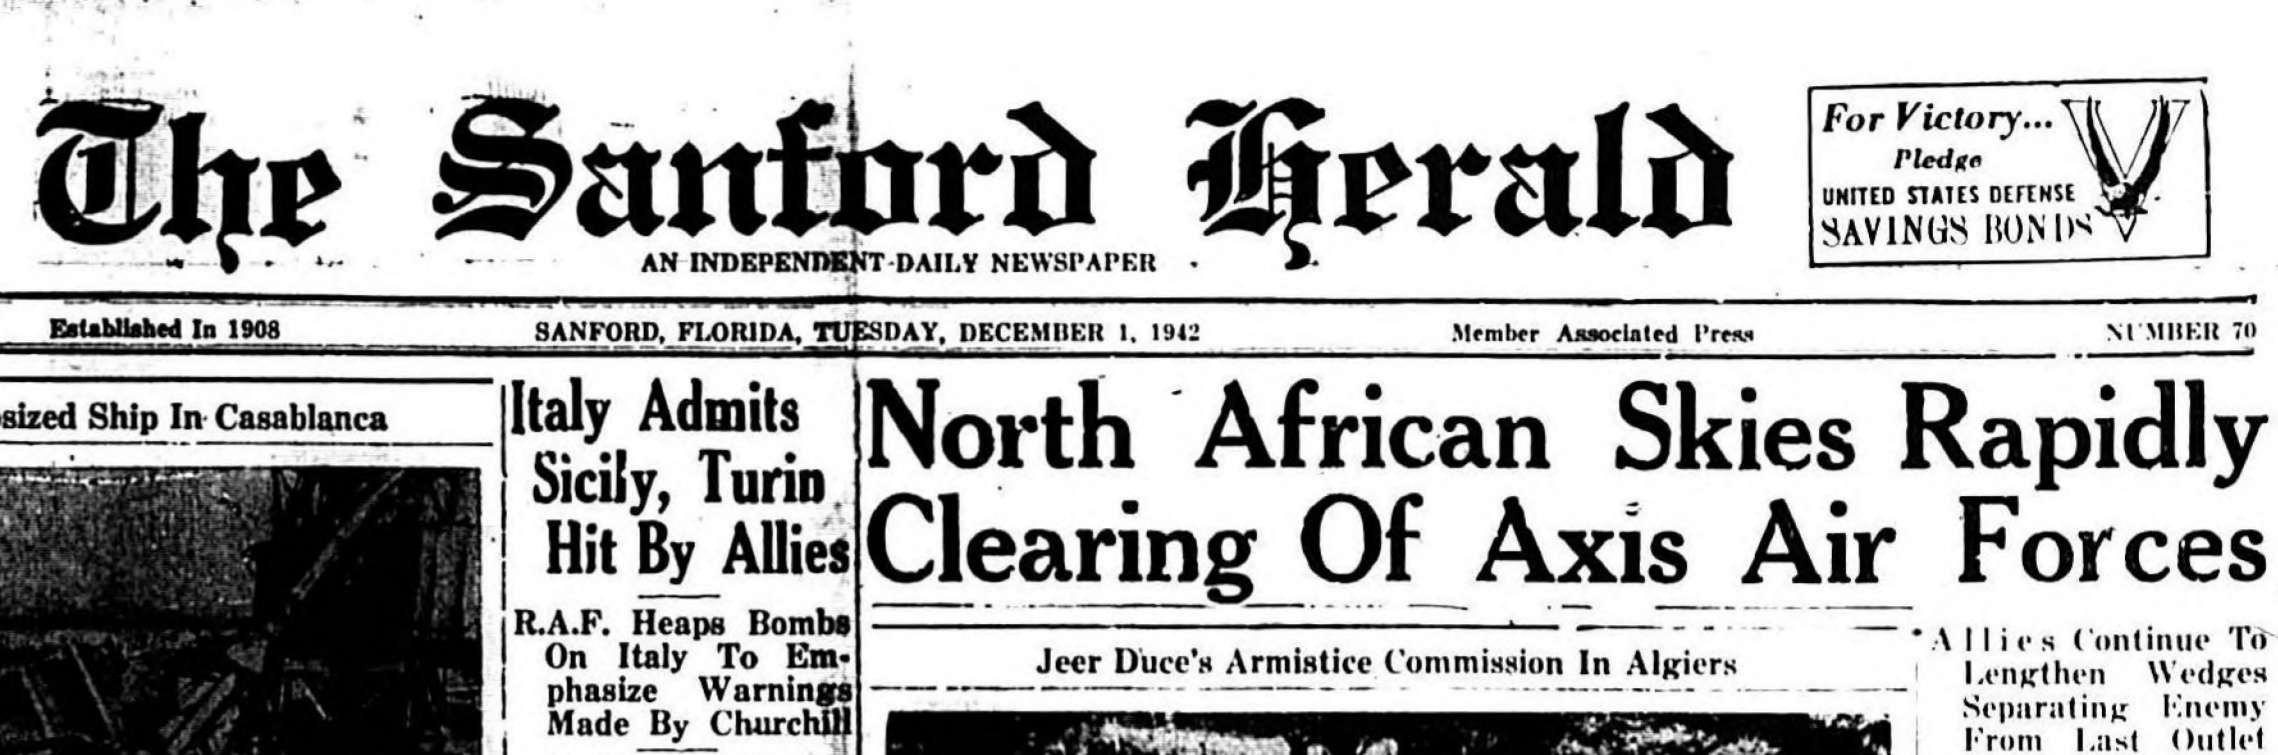 The Sanford Herald
AN INDEPENDENT DAILY NEWSPAPER
For Victory...
Pledge
UNITED STATES DEFENSE
SAVINGS BONDS
Established In 1908 SANFORD, FLORIDA, TUESDAY, DECEMBER 1, 1942 Member Associated Press NUMBER 70
sized Ship In Casablanca
Italy Admits
Sicily, Turin
Hit By Allies
R.A.F. Heaps Bombs
On Italy To Em-
phasize Warnings
Made By Churchill
North African Skies Rapidly
Clearing Of Axis Air Forces
Jeer Duce's Armistice Commission In Algiers
Allies Continue To
Lengthen Wedges
Separating Enemy
From Last Outlet